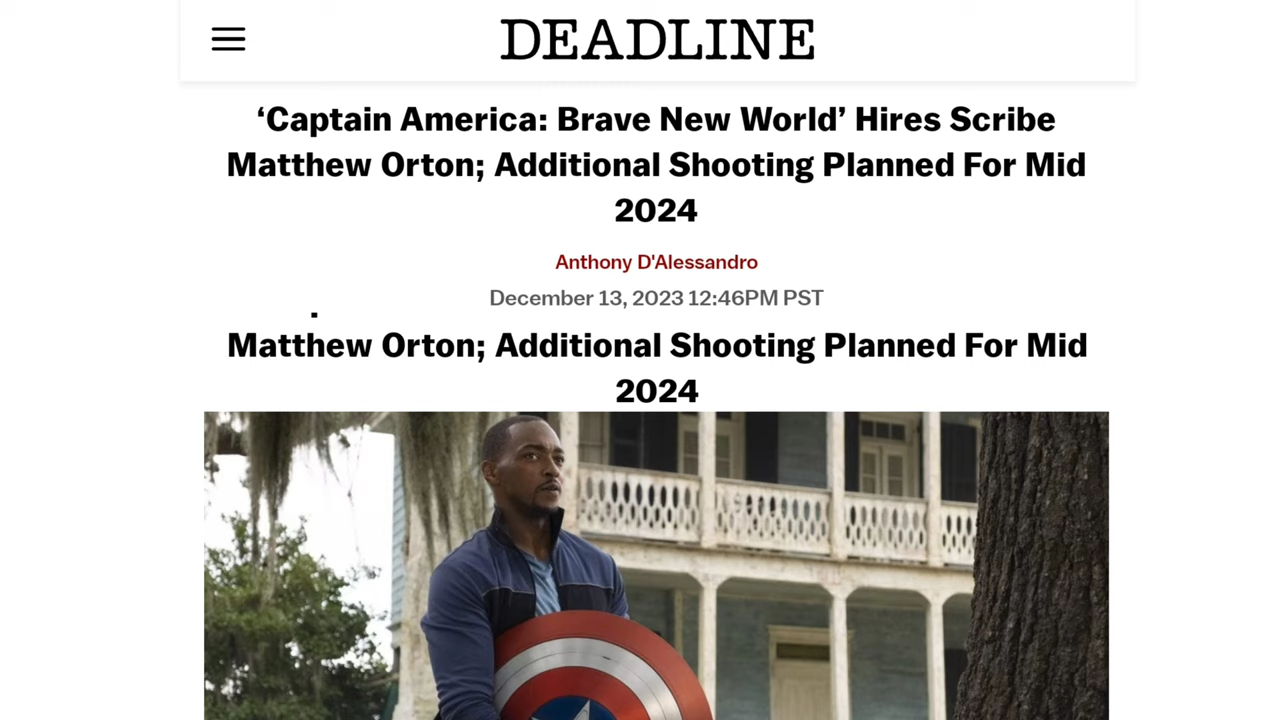 DEADLINE
‘Captain America: Brave New World’ Hires Scribe
Matthew Orton; Additional Shooting Planned For Mid
2024
Anthony D'Alessandro
December 13, 2023 12:46PM PST
Matthew Orton; Additional Shooting Planned For Mid
2024